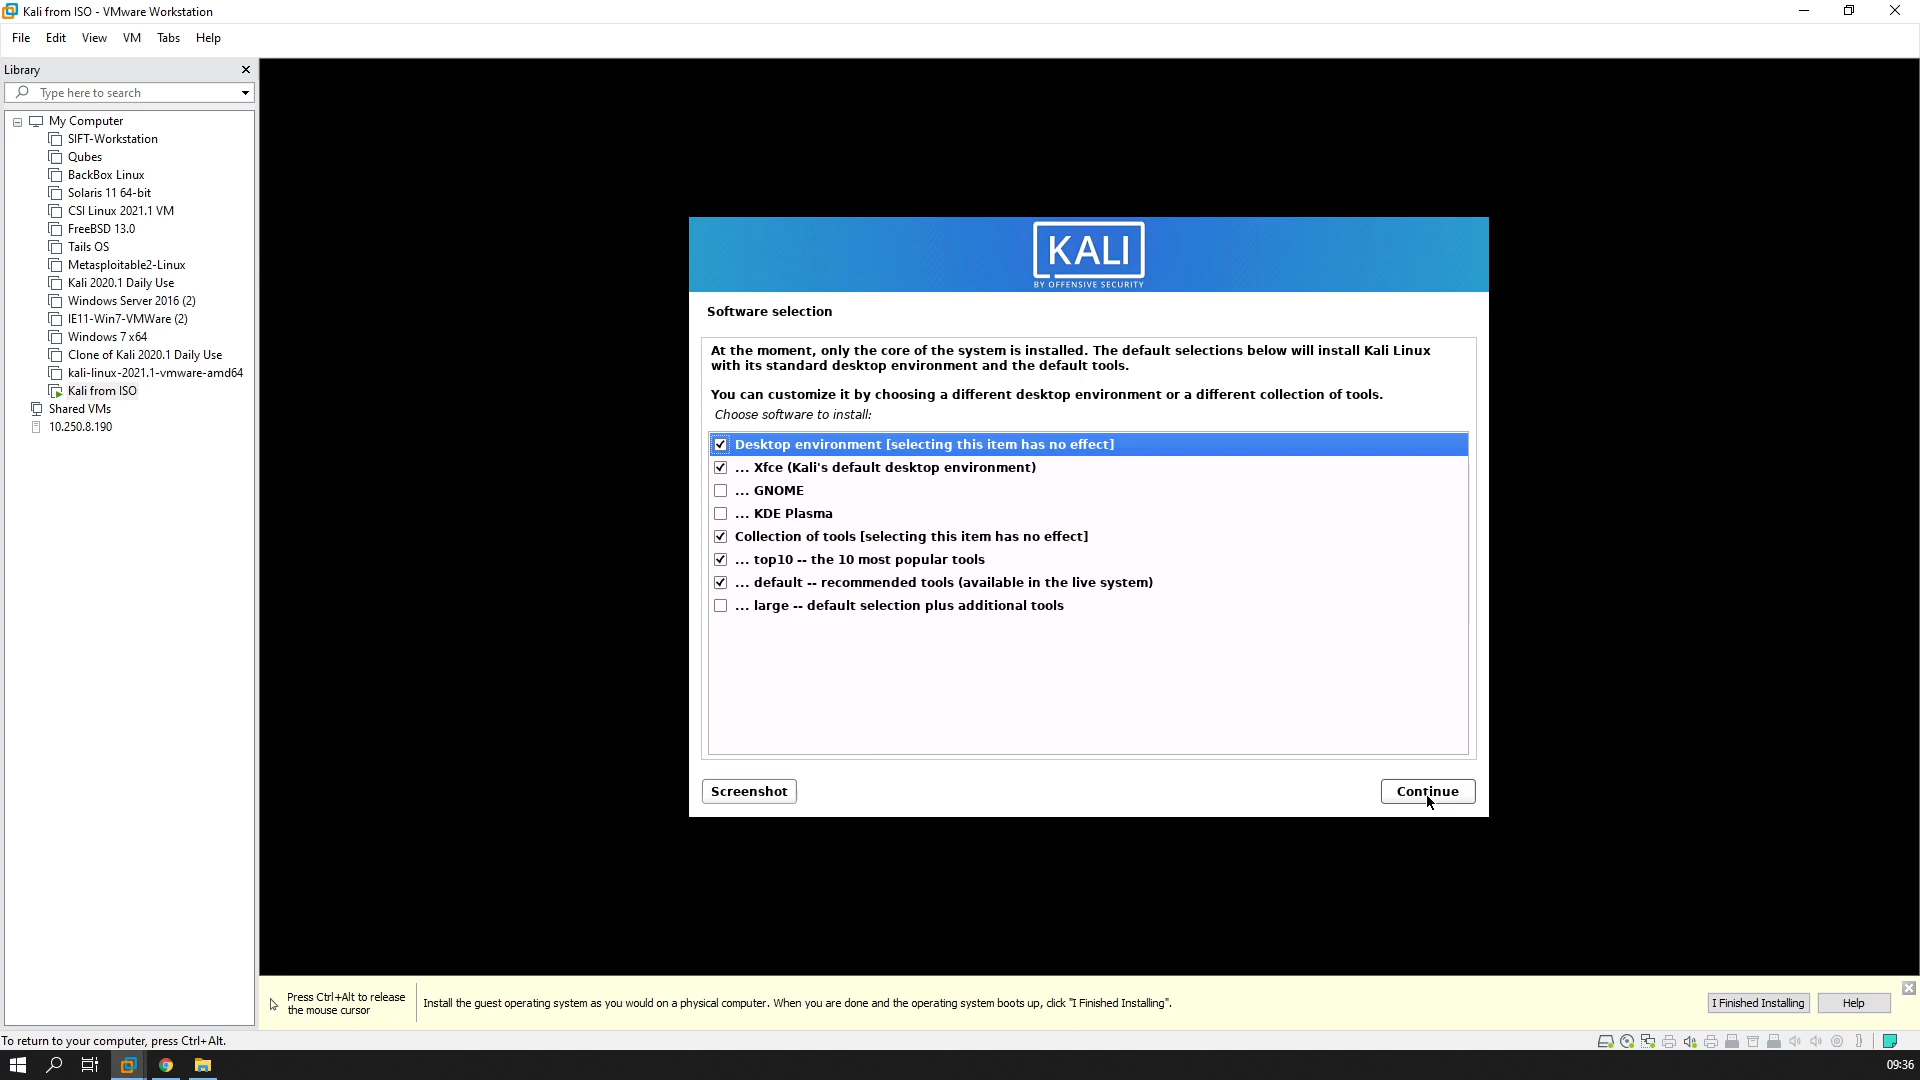 Kali from ISO - VMware Workstation
File Edit View VM Tabs Help
Library
Type here to search
My Computer
SIFT-Workstation
Qubes
BackBox Linux
Solaris 11 64-bit
CSI Linux 2021.1 VM
FreeBSD 13.0
Tails OS
Metasploitable2-Linux
Kali 2020.1 Daily Use
Windows Server 2016 (2)
IE11-Win7-VMWare (2)
Windows 7 x64
Clone of Kali 2020.1 Daily Use
kali-linux-2021.1-vmware-amd64
Kali from ISO
Shared VMs
10.250.8.190
KALI
BY OFFENSIVE SECURITY
Software selection
At the moment, only the core of the system is installed. The default selections below will install Kali Linux
with its standard desktop environment and the default tools.
You can customize it by choosing a different desktop environment or a different collection of tools.
Choose software to install:
Desktop environment [selecting this item has no effect]
... Xfce (Kali's default desktop environment)
... GNOME
... KDE Plasma
Collection of tools [selecting this item has no effect]
... top10 -- the 10 most popular tools
... default -- recommended tools (available in the live system)
... large -- default selection plus additional tools
Screenshot
Continue
Press Ctrl+Alt to release
the mouse cursor
Install the guest operating system as you would on a physical computer. When you are done and the operating system boots up, click "I Finished Installing".
I Finished Installing
Help
To return to your computer, press Ctrl+Alt.
09:36